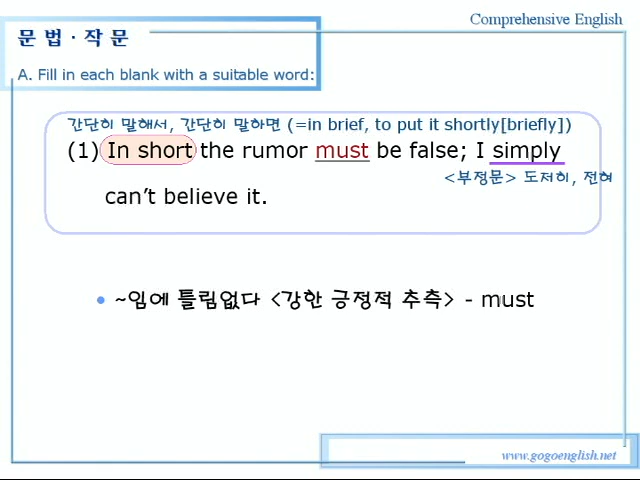 Comprehensive English
문 법 · 작 문
A. Fill in each blank with a suitable word:
간단히 말해서, 간단히 말하면 (=in brief, to put it shortly[briefly])
(1) In short the rumor must be false; I simply
<부정문> 도저히, 전혀
can’t believe it.
• ~임에 틀림없다 <강한 긍정적 추측> - must
www.gogoenglish.net